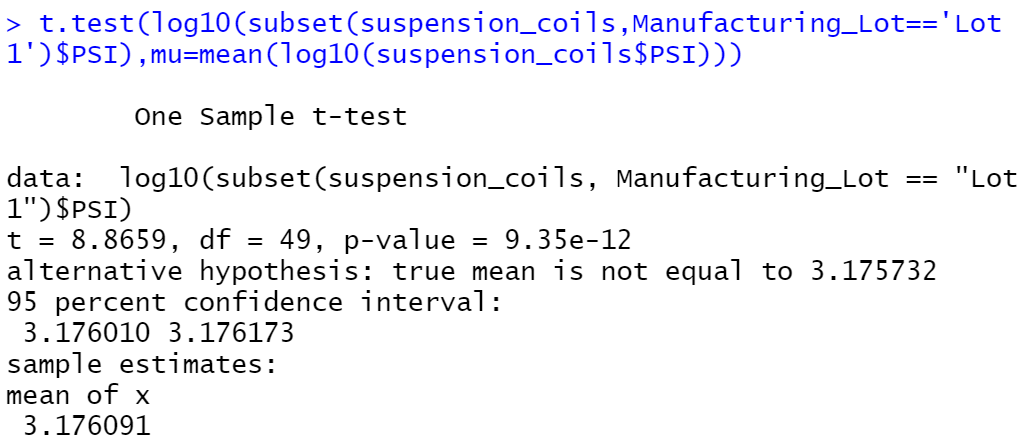 > t.test(log10(subset(suspension_coils,Manufacturing_Lot=='Lot
1')$PSI),mu=mean(log10(suspension_coils$PSI)))
One Sample t-test
data:  log10(subset(suspension_coils, Manufacturing_Lot == "Lot
1")$PSI)
t = 8.8659, df = 49, p-value = 9.35e-12
alternative hypothesis: true mean is not equal to 3.175732
95 percent confidence interval:
3.176010 3.176173
sample estimates:
mean of x
3.176091